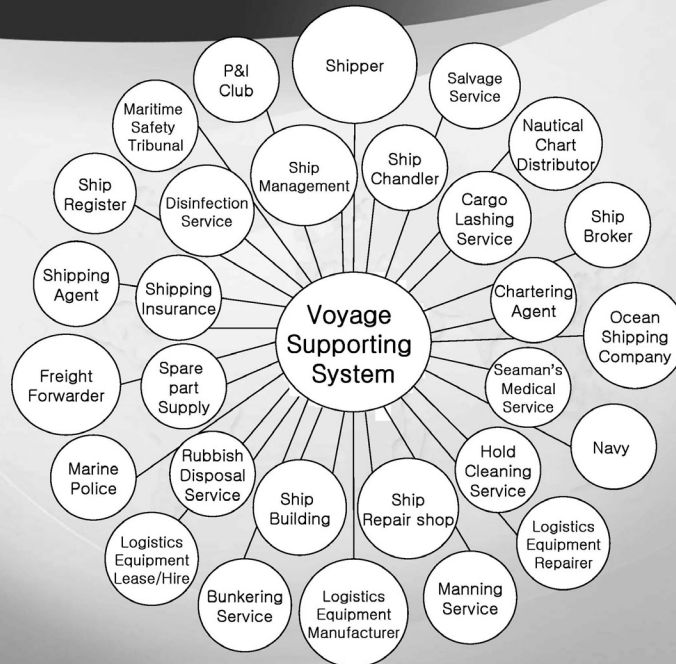 Shipper
P&I
Club
Salvage
Service
Maritime
Safety
Tribunal
Nautical
Chart
Distributor
Ship
Management
Ship
Chandler
Ship
Register
Disinfection
Service
Cargo
Lashing
Service
Ship
Broker
Shipping
Agent
Shipping
Insurance
Voyage
Supporting
System
Chartering
Agent
Ocean
Shipping
Company
Freight
Forwarder
Spare
part
Supply
Seaman's
Medical
Service
Marine
Police
Rubbish
Disposal
Service
Hold
Cleaning
Service
Navy
Ship
Building
Ship
Repair shop
Logistics
Equipment
Lease/Hire
Logistics
Equipment
Repairer
Bunkering
Service
Logistics
Equipment
Manufacturer
Manning
Service